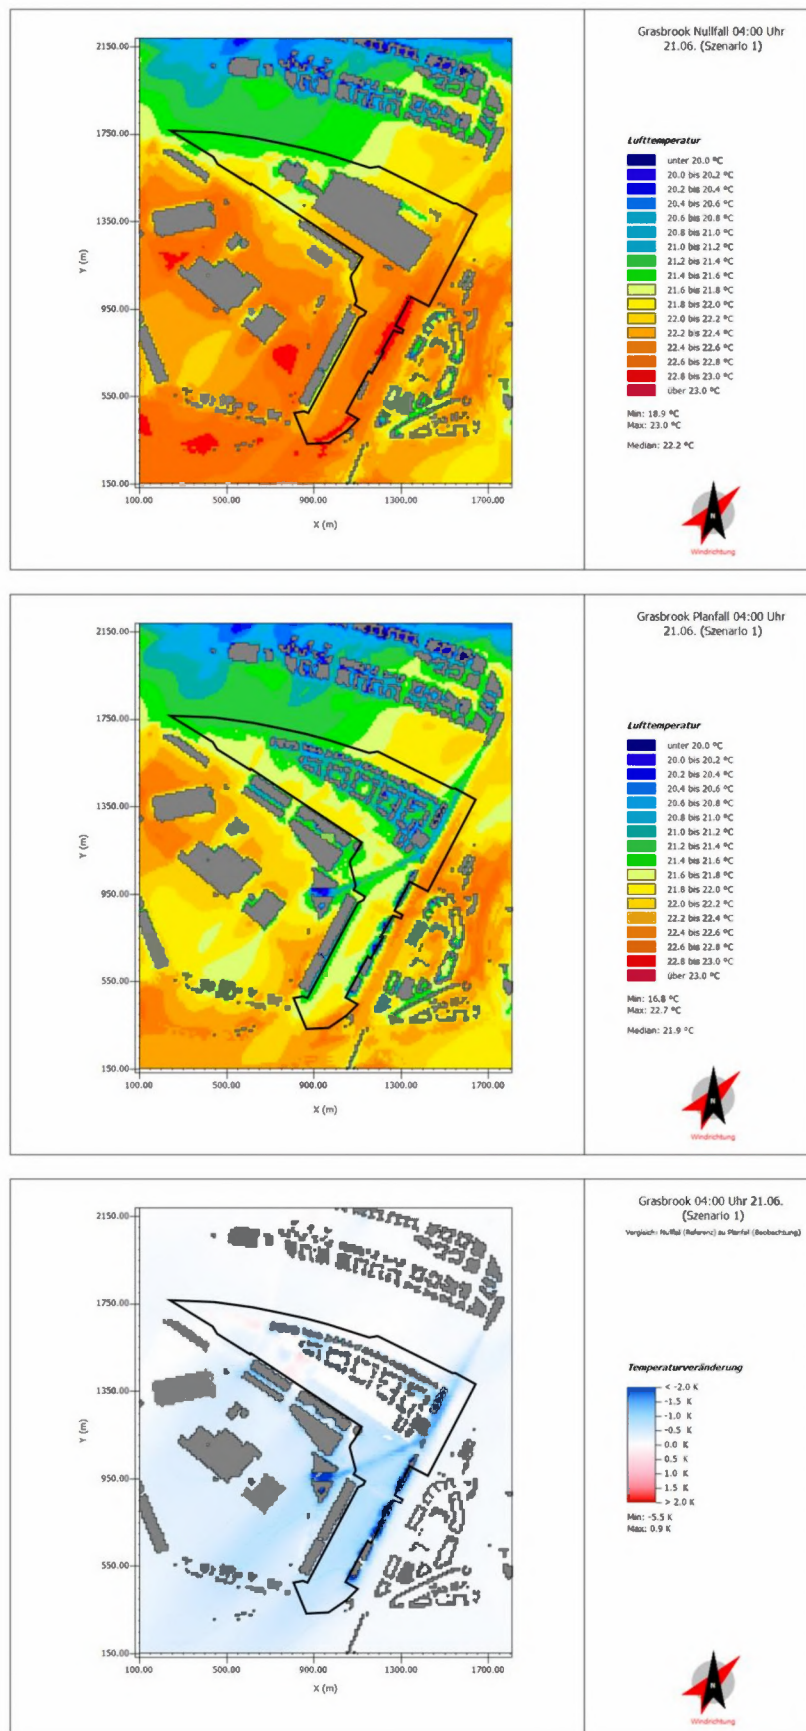 Grasbrook Nullfall 04:00 Uhr
21.06. (Szenario 1)
2150.00
1750.00
1350.00
950.00
550.00
150.00
Y (m)
100.00 500.00 900.00 1300.00 1700.00
X (m)
Lufttemperatur
unter 20.0 °C
20.0 bis 20.2 °C
20.2 bis 20.4 °C
20.4 bis 20.6 °C
20.6 bis 20.8 °C
20.8 bis 21.0 °C
21.0 bis 21.2 °C
21.2 bis 21.4 °C
21.4 bis 21.6 °C
21.6 bis 21.8 °C
21.8 bis 22.0 °C
22.0 bis 22.2 °C
22.2 bis 22.4 °C
22.4 bis 22.6 °C
22.6 bis 22.8 °C
22.8 bis 23.0 °C
über 23.0 °C
Min: 18.9 °C
Max: 23.0 °C
Median: 22.2 °C
N
Windrichtung
Grasbrook Planfall 04:00 Uhr
21.06. (Szenario 1)
2150.00
1750.00
1350.00
950.00
550.00
150.00
Y (m)
100.00 500.00 900.00 1300.00 1700.00
X (m)
Lufttemperatur
unter 20.0 °C
20.0 bis 20.2 °C
20.2 bis 20.4 °C
20.4 bis 20.6 °C
20.6 bis 20.8 °C
20.8 bis 21.0 °C
21.0 bis 21.2 °C
21.2 bis 21.4 °C
21.4 bis 21.6 °C
21.6 bis 21.8 °C
21.8 bis 22.0 °C
22.0 bis 22.2 °C
22.2 bis 22.4 °C
22.4 bis 22.6 °C
22.6 bis 22.8 °C
22.8 bis 23.0 °C
über 23.0 °C
Min: 16.8 °C
Max: 22.7 °C
Median: 21.9 °C
N
Windrichtung
Grasbrook 04:00 Uhr 21.06.
(Szenario 1)
Vergleich: Nullfall (Referenz) zu Planfall (Beobachtung)
2150.00
1750.00
1350.00
950.00
550.00
150.00
Y (m)
100.00 500.00 900.00 1300.00 1700.00
X (m)
Temperaturveränderung
< -2.0 K
-1.5 K
-1.0 K
-0.5 K
0.0 K
0.5 K
1.0 K
1.5 K
> 2.0 K
Min: -5.5 K
Max: 0.9 K
N
Windrichtung